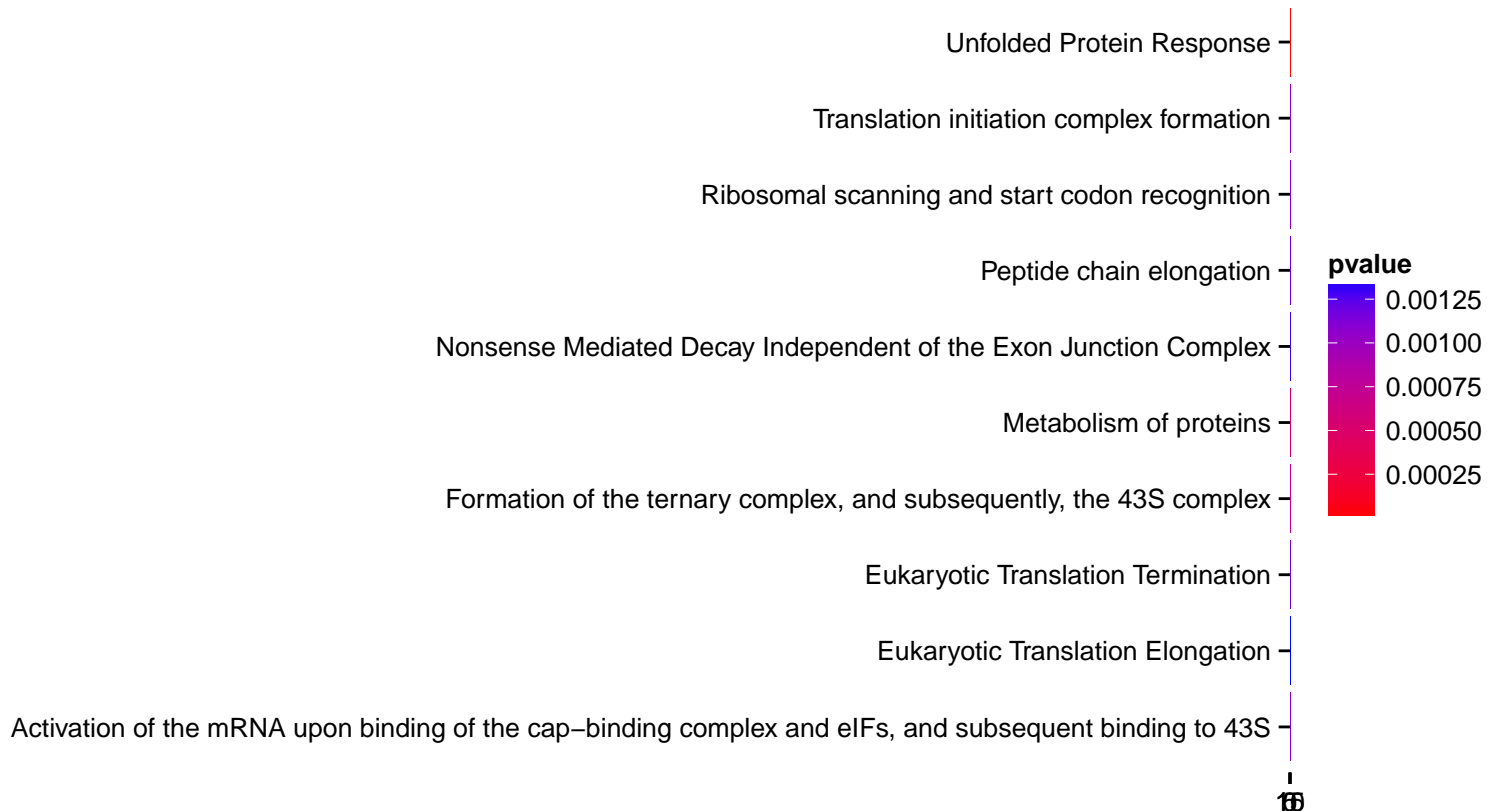 Unfolded Protein Response
Translation initiation complex formation
Ribosomal scanning and start codon recognition
Peptide chain elongation
Nonsense Mediated Decay Independent of the Exon Junction Complex
Metabolism of proteins
Formation of the ternary complex, and subsequently, the 43S complex
Eukaryotic Translation Termination
Eukaryotic Translation Elongation
Activation of the mRNA upon binding of the cap−binding complex and eIFs, and subsequent binding to 43S
pvalue
0.00125
0.00100
0.00075
0.00050
0.00025